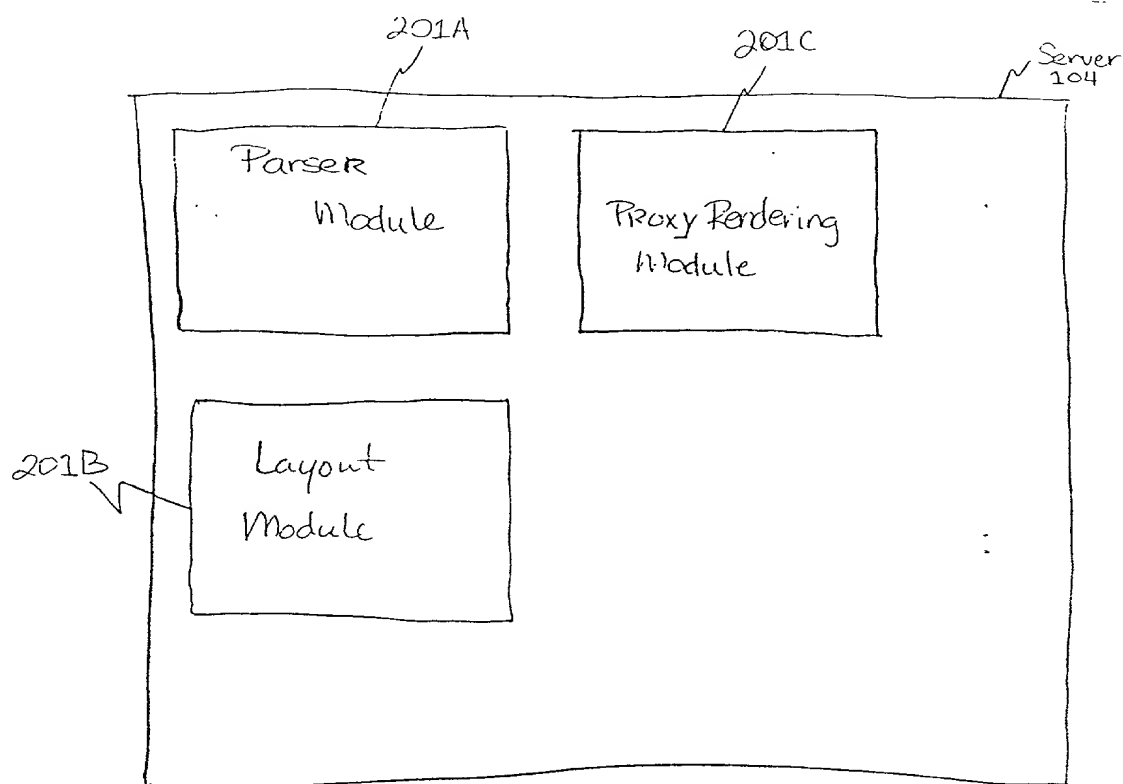 201A
201C
Server
104
Parser
Module
Proxy Rendering
Module
201B
Layout
Module